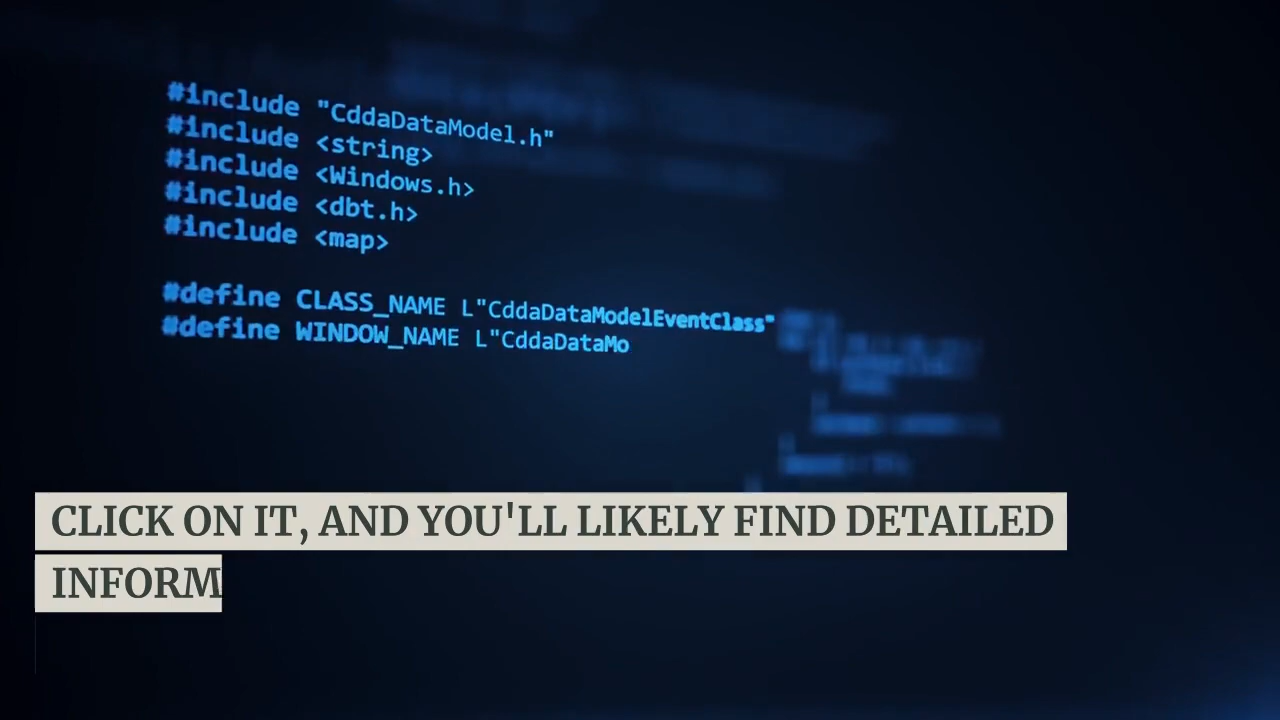 #include "CddaDataModel.h"
#include <string>
#include <Windows.h>
#include <dbt.h>
#include <map>
#define CLASS_NAME L"CddaDataModelEventClass"
#define WINDOW_NAME L"CddaDataMo
CLICK ON IT, AND YOU'LL LIKELY FIND DETAILED
INFORM